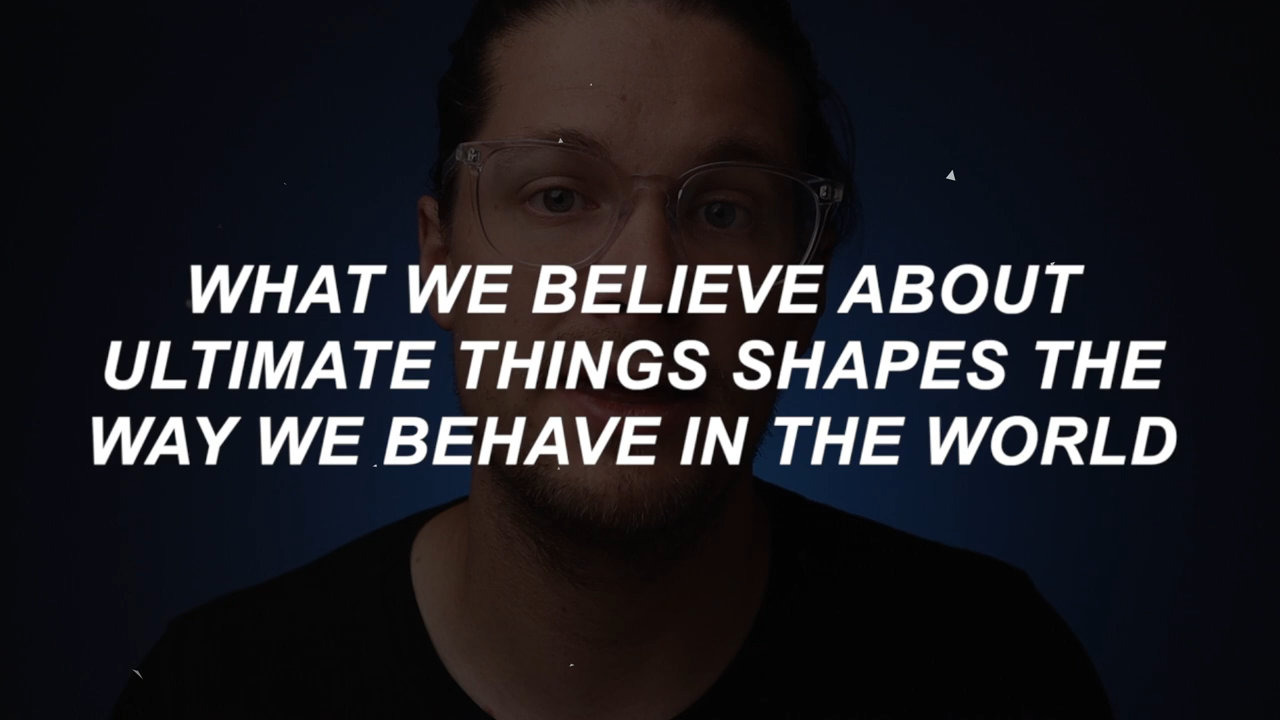 WHAT WE BELIEVE ABOUT
ULTIMATE THINGS SHAPES THE
WAY WE BEHAVE IN THE WORLD